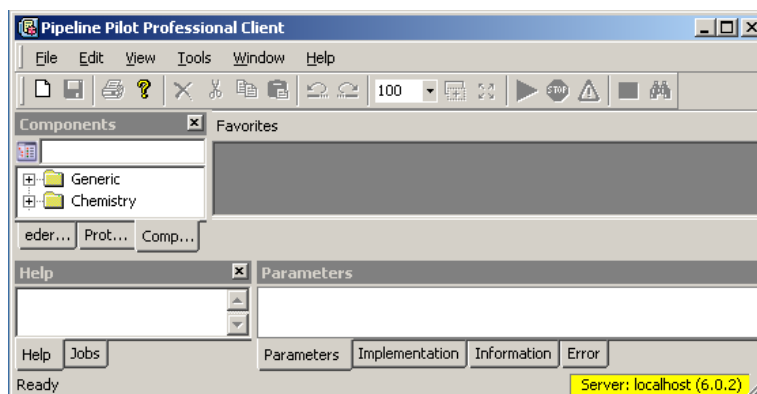 Pipeline Pilot Professional Client
File Edit View Tools Window Help
100 STOP
Components
Favorites
Generic
Chemistry
eder... Prot... Comp...
Help
Parameters
Help Jobs
Parameters Implementation Information Error
Ready
Server: localhost (6.0.2)